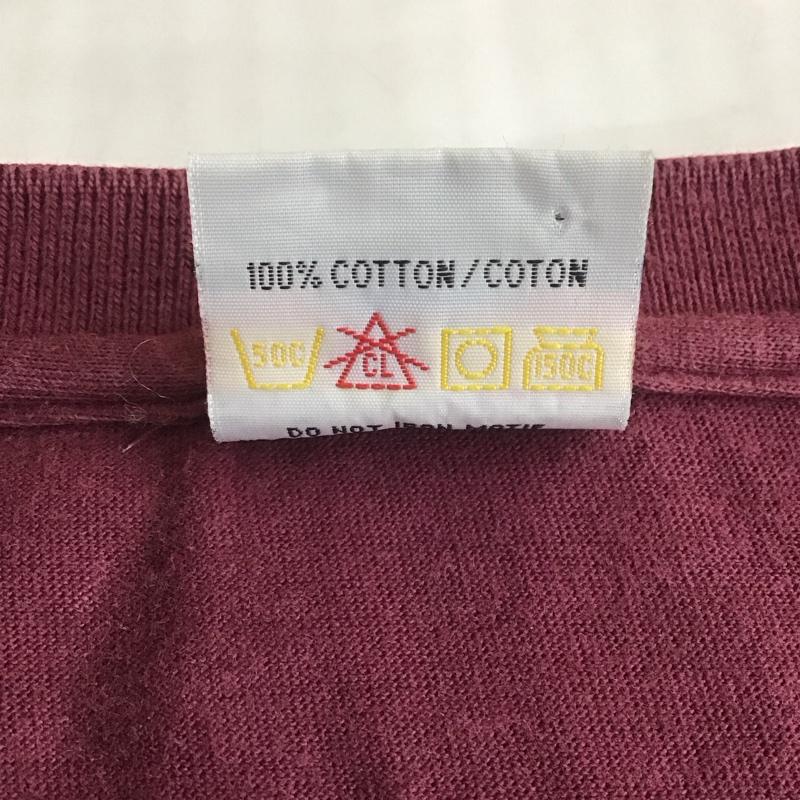 100% COTTON/COTON
50C CL 150C
DO NOT IRON MOTIF